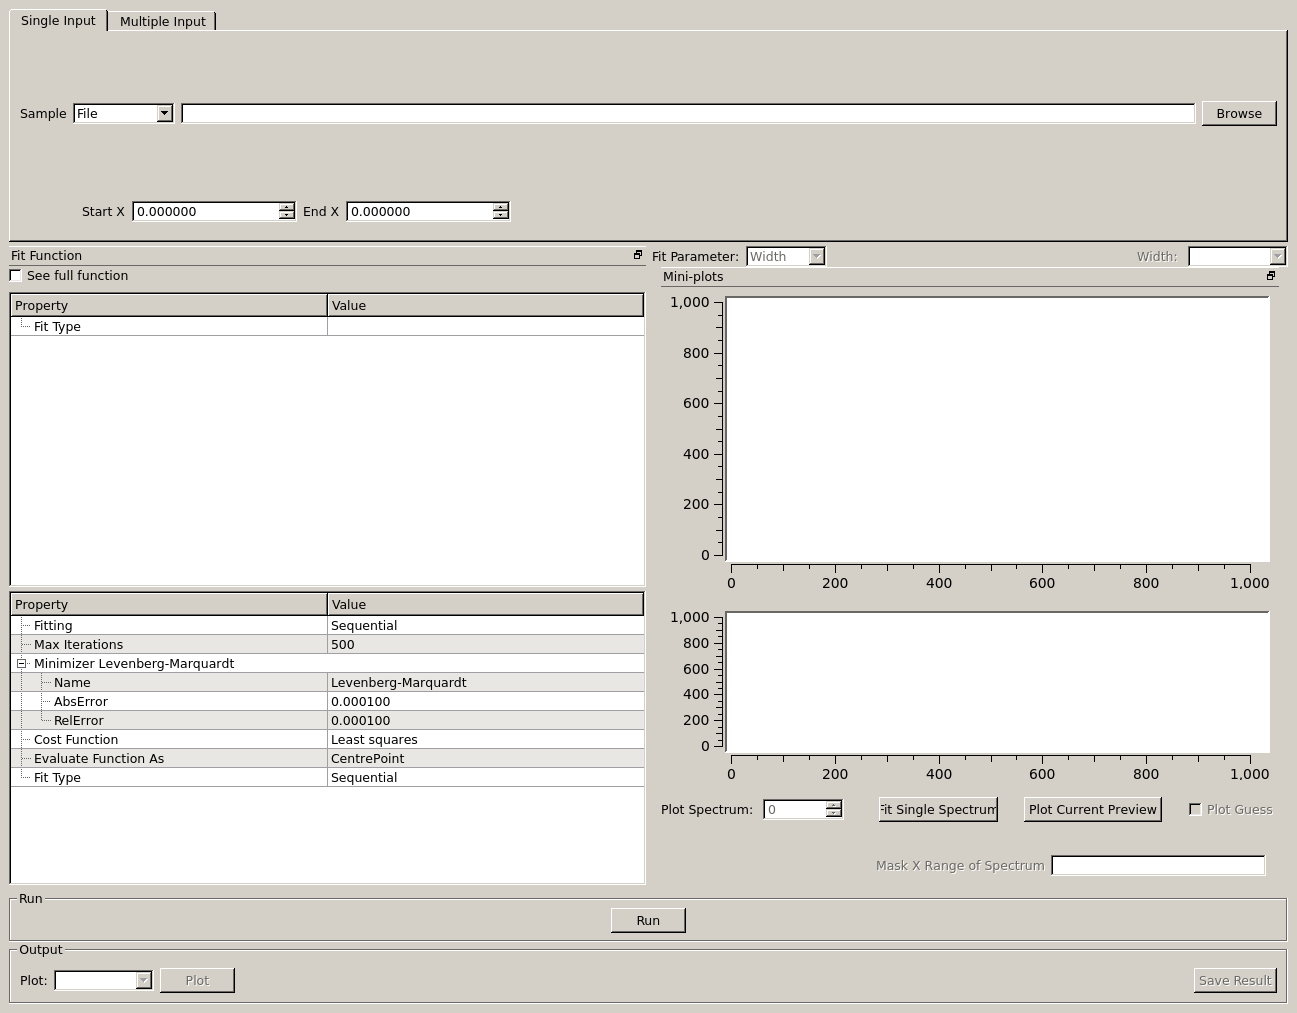 Single Input Multiple Input
Sample File Browse
Start X 0.000000 End X 0.000000
Fit Function
See full function
Property Value
Fit Type
Property Value
Fitting Sequential
Max Iterations 500
Minimizer Levenberg-Marquardt
Name Levenberg-Marquardt
AbsError 0.000100
RelError 0.000100
Cost Function Least squares
Evaluate Function As CentrePoint
Fit Type Sequential
Fit Parameter: Width Width:
Mini-plots
1,000
800
600
400
200
0
0 200 400 600 800 1,000
1,000
800
600
400
200
0
0 200 400 600 800 1,000
Plot Spectrum: 0 Fit Single Spectrum Plot Current Preview Plot Guess
Mask X Range of Spectrum
Run
Run
Output
Plot: Plot Save Result